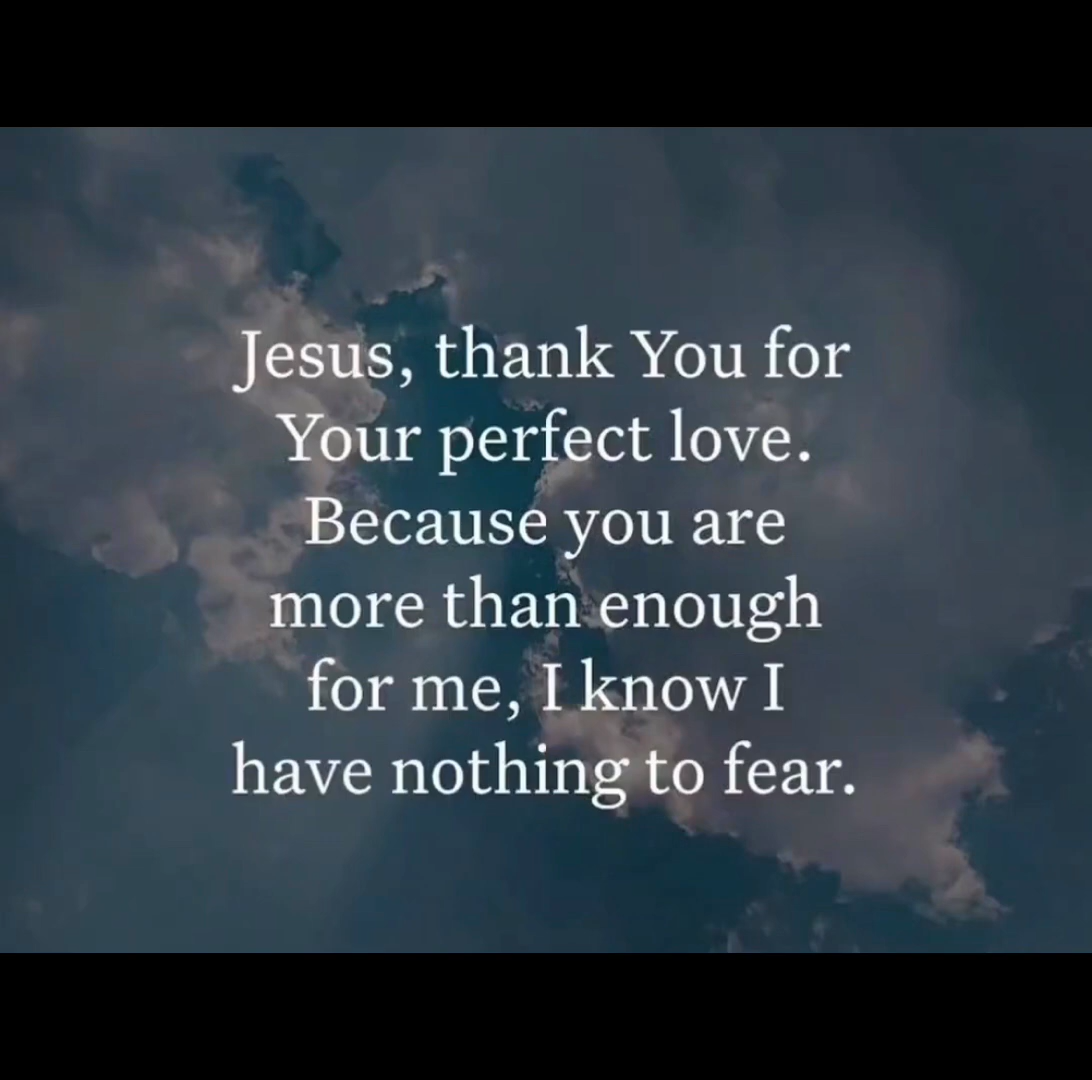 Jesus, thank You for
Your perfect love.
Because you are
more than enough
for me, I know I
have nothing to fear.